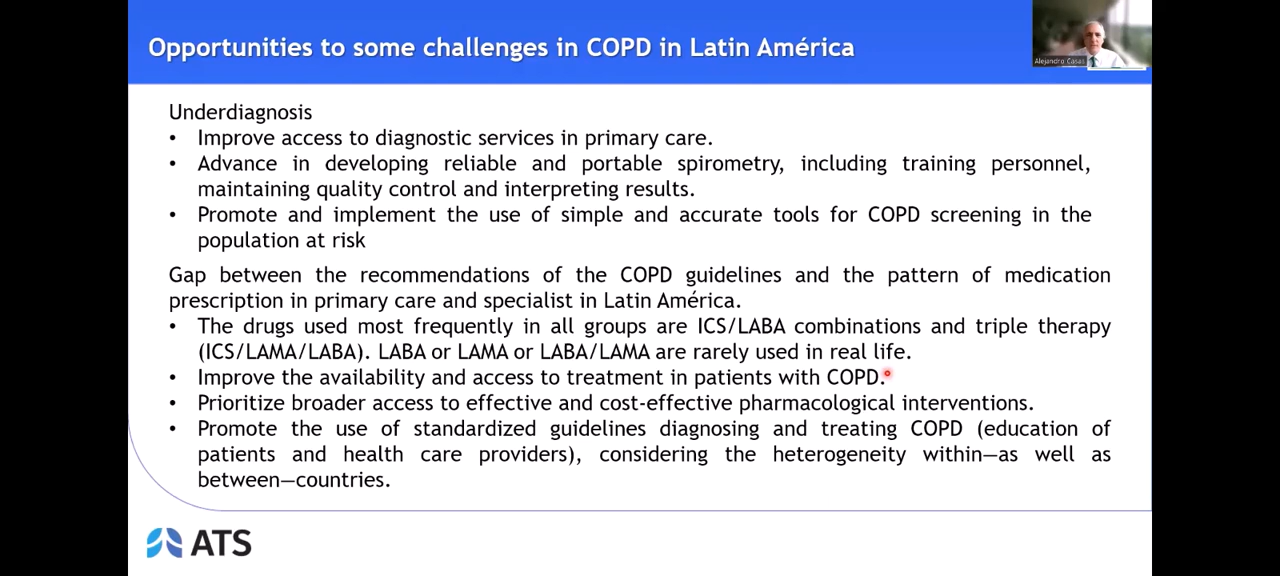 Opportunities to some challenges in COPD in Latin América
Alejandro Casas
Underdiagnosis
• Improve access to diagnostic services in primary care.
• Advance in developing reliable and portable spirometry, including training personnel,
maintaining quality control and interpreting results.
• Promote and implement the use of simple and accurate tools for COPD screening in the
population at risk
Gap between the recommendations of the COPD guidelines and the pattern of medication
prescription in primary care and specialist in Latin América.
• The drugs used most frequently in all groups are ICS/LABA combinations and triple therapy
(ICS/LAMA/LABA). LABA or LAMA or LABA/LAMA are rarely used in real life.
• Improve the availability and access to treatment in patients with COPD.
• Prioritize broader access to effective and cost-effective pharmacological interventions.
• Promote the use of standardized guidelines diagnosing and treating COPD (education of
patients and health care providers), considering the heterogeneity within—as well as
between—countries.
ATS